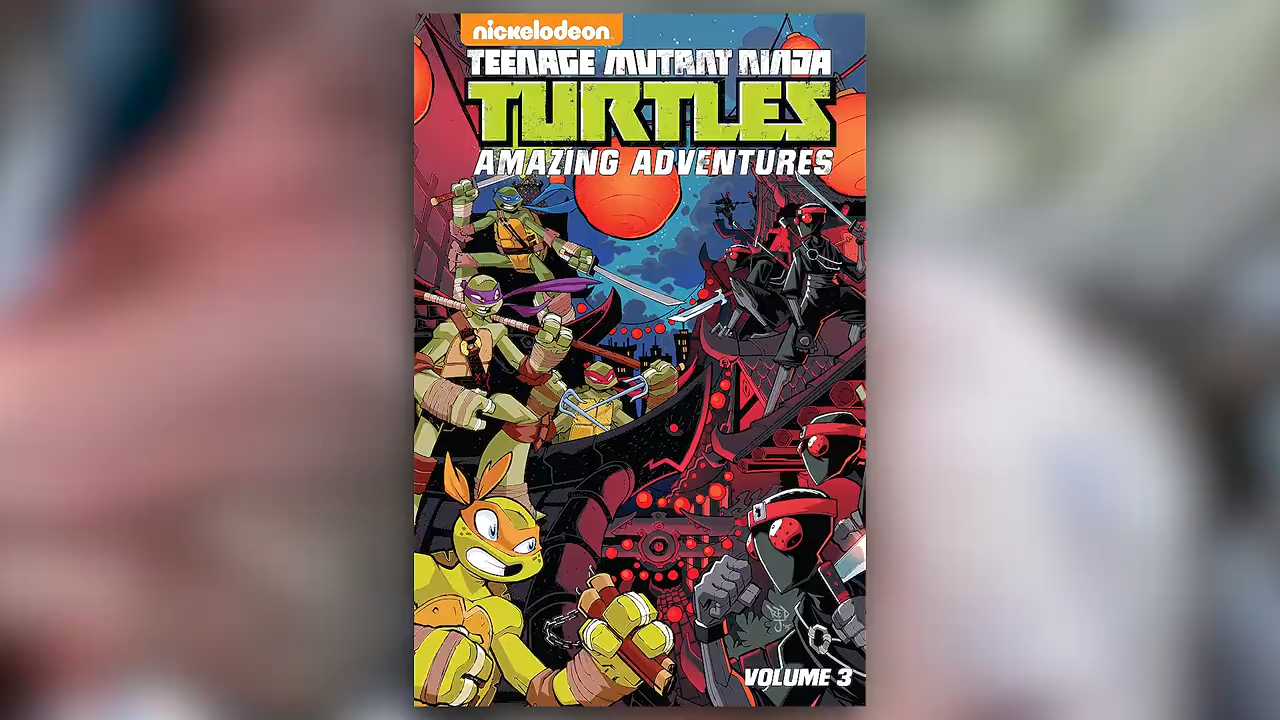 nickelodeon
TEENAGE MUTANT NINJA
TURTLES
AMAZING ADVENTURES
VOLUME 3